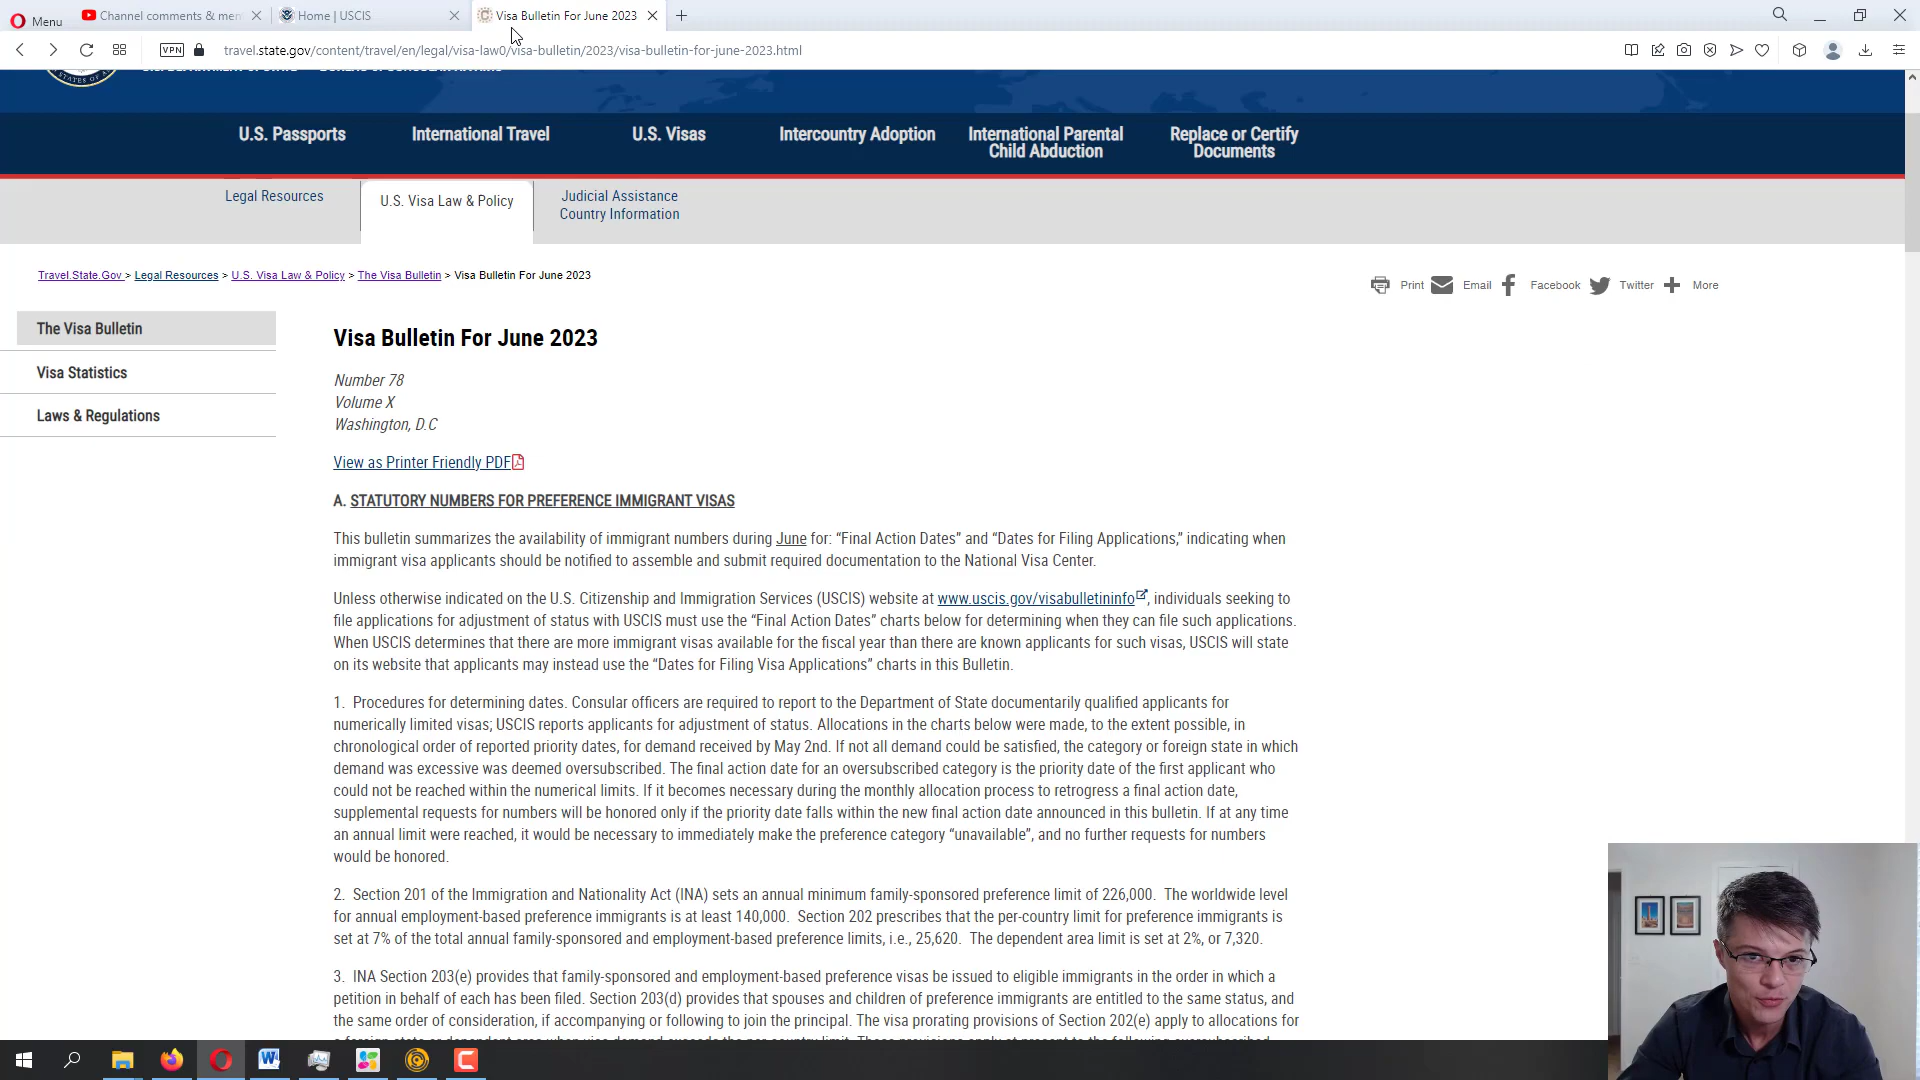 Menu
Channel comments & men
Home | USCIS
Visa Bulletin For June 2023
VPN
travel.state.gov/content/travel/en/legal/visa-law0/visa-bulletin/2023/visa-bulletin-for-june-2023.html
U.S. Passports
International Travel
U.S. Visas
Intercountry Adoption
International Parental
Child Abduction
Replace or Certify
Documents
Legal Resources
U.S. Visa Law & Policy
Judicial Assistance
Country Information
Travel.State.Gov > Legal Resources > U.S. Visa Law & Policy > The Visa Bulletin > Visa Bulletin For June 2023
Print
Email
Facebook
Twitter
More
The Visa Bulletin
Visa Statistics
Laws & Regulations
Visa Bulletin For June 2023
Number 78
Volume X
Washington, D.C
View as Printer Friendly PDF
A. STATUTORY NUMBERS FOR PREFERENCE IMMIGRANT VISAS
This bulletin summarizes the availability of immigrant numbers during June for: “Final Action Dates” and “Dates for Filing Applications,” indicating when
immigrant visa applicants should be notified to assemble and submit required documentation to the National Visa Center.
Unless otherwise indicated on the U.S. Citizenship and Immigration Services (USCIS) website at www.uscis.gov/visabulletininfo, individuals seeking to
file applications for adjustment of status with USCIS must use the “Final Action Dates” charts below for determining when they can file such applications.
When USCIS determines that there are more immigrant visas available for the fiscal year than there are known applicants for such visas, USCIS will state
on its website that applicants may instead use the “Dates for Filing Visa Applications” charts in this Bulletin.
1. Procedures for determining dates. Consular officers are required to report to the Department of State documentarily qualified applicants for
numerically limited visas; USCIS reports applicants for adjustment of status. Allocations in the charts below were made, to the extent possible, in
chronological order of reported priority dates, for demand received by May 2nd. If not all demand could be satisfied, the category or foreign state in which
demand was excessive was deemed oversubscribed. The final action date for an oversubscribed category is the priority date of the first applicant who
could not be reached within the numerical limits. If it becomes necessary during the monthly allocation process to retrogress a final action date,
supplemental requests for numbers will be honored only if the priority date falls within the new final action date announced in this bulletin. If at any time
an annual limit were reached, it would be necessary to immediately make the preference category “unavailable”, and no further requests for numbers
would be honored.
2. Section 201 of the Immigration and Nationality Act (INA) sets an annual minimum family-sponsored preference limit of 226,000. The worldwide level
for annual employment-based preference immigrants is at least 140,000. Section 202 prescribes that the per-country limit for preference immigrants is
set at 7% of the total annual family-sponsored and employment-based preference limits, i.e., 25,620. The dependent area limit is set at 2%, or 7,320.
3. INA Section 203(e) provides that family-sponsored and employment-based preference visas be issued to eligible immigrants in the order in which a
petition in behalf of each has been filed. Section 203(d) provides that spouses and children of preference immigrants are entitled to the same status, and
the same order of consideration, if accompanying or following to join the principal. The visa prorating provisions of Section 202(e) apply to allocations for